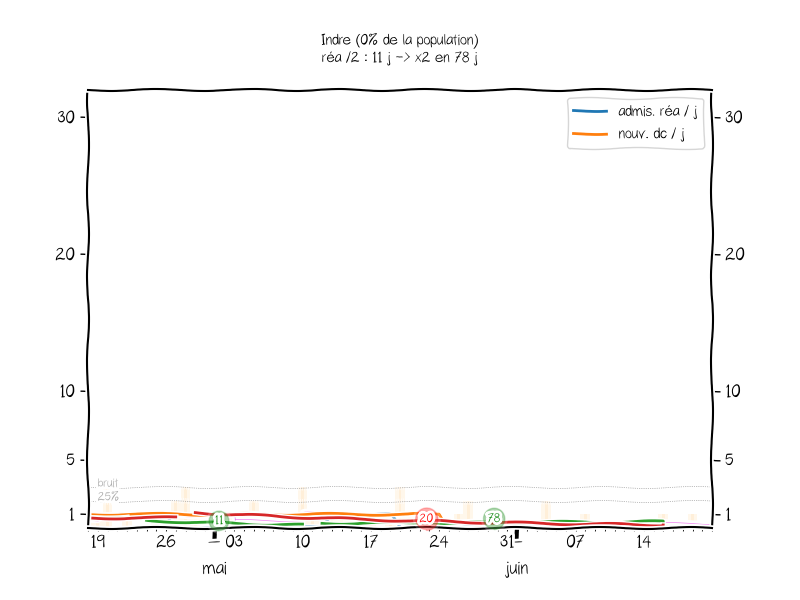 Indre (0% de la population)
réa /2 : 11 j -> x2 en 78 j
admis. réa / j
nouv. dc / j
30
30
20
20
10
10
5
5
bruit
25%
1
1
11
20
78
19 26 03 10 17 24 31 07 14
mai juin